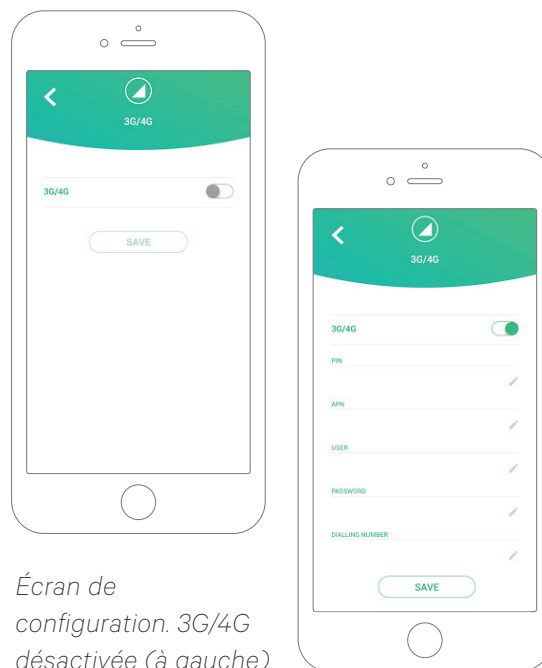 3G/4G
3G/4G
SAVE
3G/4G
3G/4G
PIN
APN
USER
PASSWORD
DIALLING NUMBER
SAVE
Écran de
configuration. 3G/4G
désactivée (à gauche)